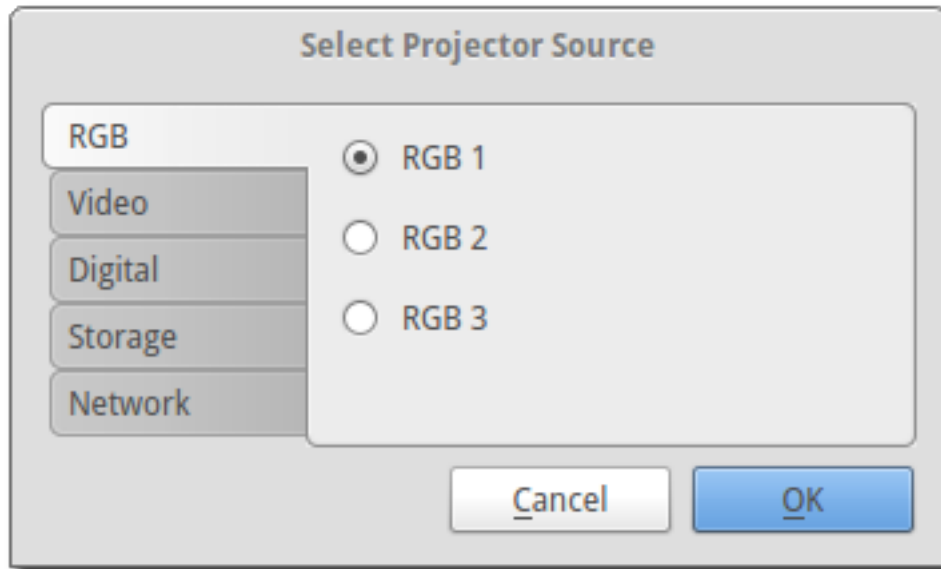 Select Projector Source
RGB
Video
Digital
Storage
Network
RGB 1
RGB 2
RGB 3
Cancel
OK